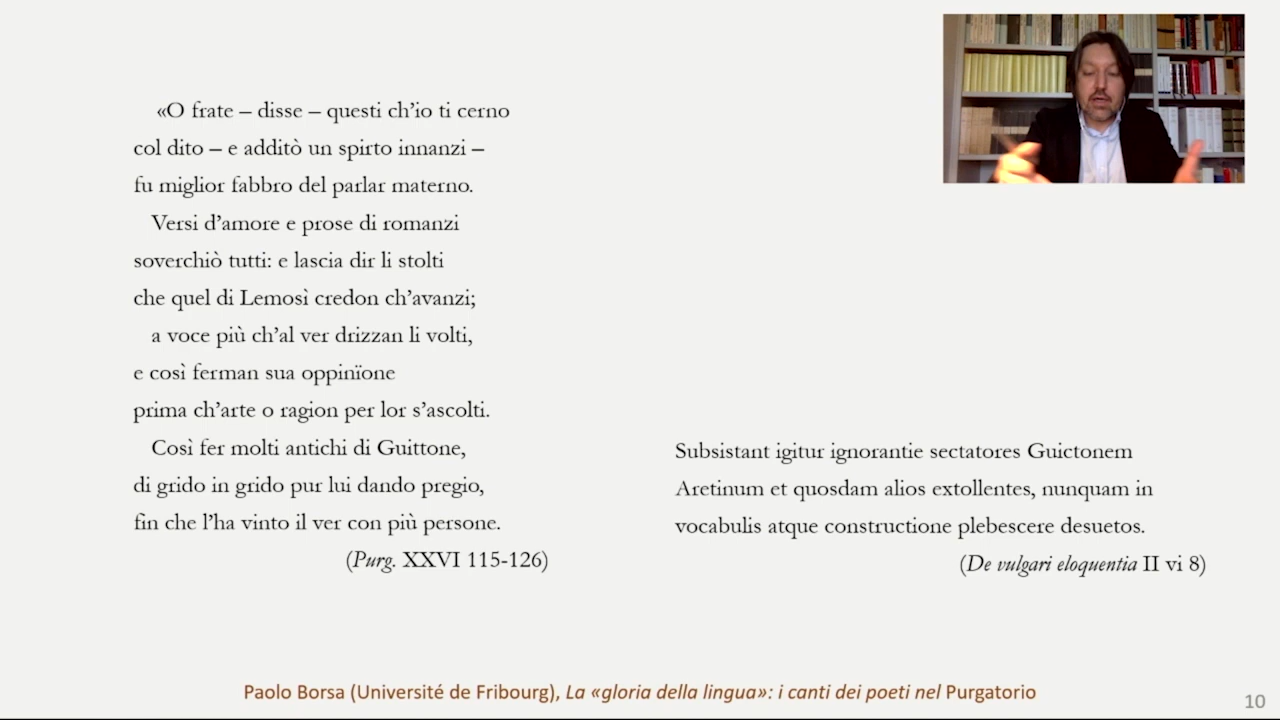 «O frate – disse – questi ch’io ti cerno
col dito – e additò un spirto innanzi –
fu miglior fabbro del parlar materno.
Versi d’amore e prose di romanzi
soverchiò tutti: e lascia dir li stolti
che quel di Lemosì credon ch’avanzi;
a voce più ch’al ver drizzan li volti,
e così ferman sua oppinïone
prima ch’arte o ragion per lor s’ascolti.
Così fer molti antichi di Guittone,
di grido in grido pur lui dando pregio,
fin che l’ha vinto il ver con più persone.
(Purg. XXVI 115-126)
Subsistant igitur ignorantie sectatores Guictonem
Aretinum et quosdam alios extollentes, nunquam in
vocabulis atque constructione plebescere desuetos.
(De vulgari eloquentia II vi 8)
Paolo Borsa (Université de Fribourg), La «gloria della lingua»: i canti dei poeti nel Purgatorio
10